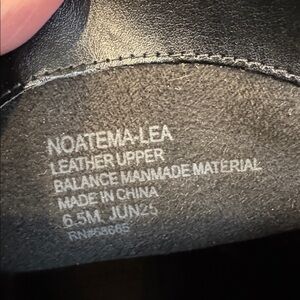 NOATEMA-LEA
LEATHER UPPER
BALANCE MANMADE MATERIAL
MADE IN CHINA
6.5M, JUN25